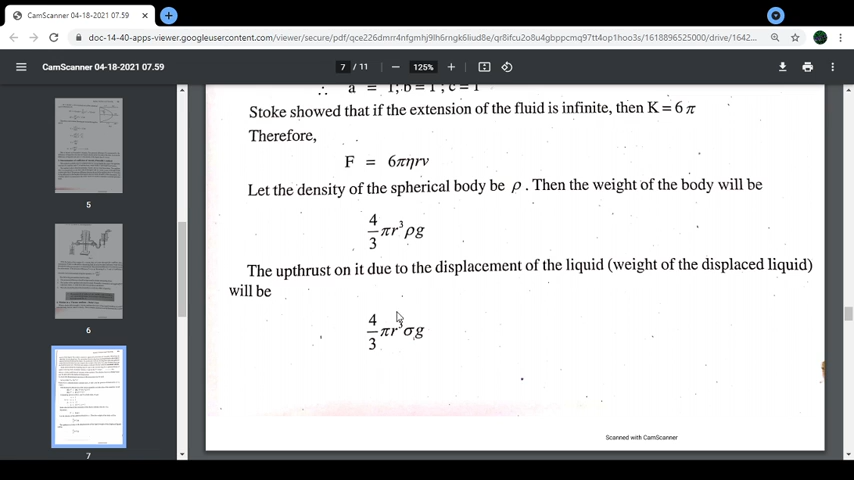 CamScanner 04-18-2021 07.59
doc-14-40-apps-viewer.googleusercontent.com/viewer/secure/pdf/qce226dmrr4nfgmhj9lh6rngk6liud8e/qr8ifcu2o8u4gbppcmq97tt4op1hoo3s/1618896525000/drive/1642...
CamScanner 04-18-2021 07.59
7 / 11
125%
∴ a = 1; b = 1 ; c = 1
Stoke showed that if the extension of the fluid is infinite, then K = 6 π
Therefore,
F = 6πηrv
Let the density of the spherical body be ρ . Then the weight of the body will be
4/3 πr³ρg
The upthrust on it due to the displacement of the liquid (weight of the displaced liquid)
will be
4/3 πr³σg
Scanned with CamScanner
5
6
7